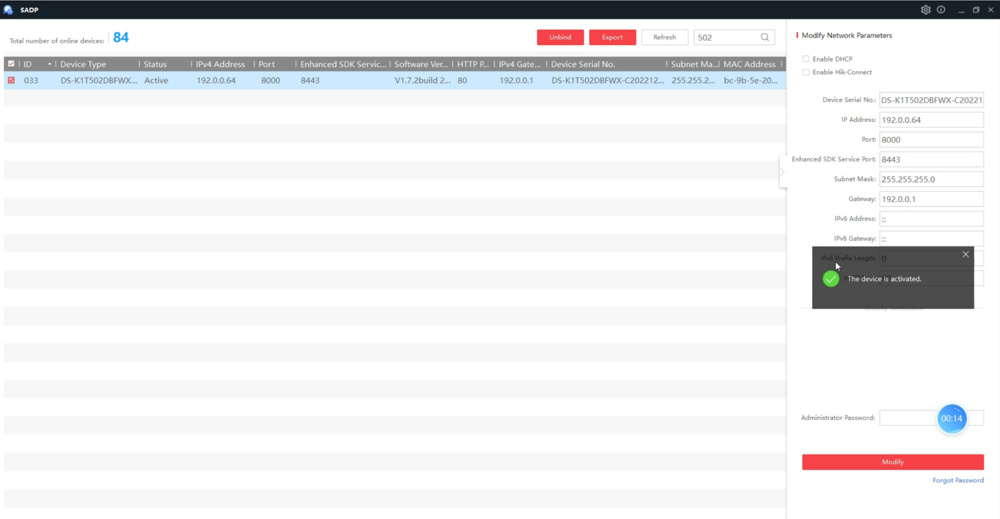 SADP
Total number of online devices: 84
Unbind Export Refresh 502
ID Device Type Status IPv4 Address Port Enhanced SDK Servic... Software Ver... HTTP P... IPv4 Gate... Device Serial No. Subnet Ma... MAC Address
033 DS-K1T502DBFWX... Active 192.0.0.64 8000 8443 V1.7.2build 2... 80 192.0.0.1 DS-K1T502DBFWX-C202212... 255.255.2... bc-9b-5e-20...
Modify Network Parameters
Enable DHCP
Enable Hik-Connect
Device Serial No.: DS-K1T502DBFWX-C20221
IP Address: 192.0.0.64
Port: 8000
Enhanced SDK Service Port: 8443
Subnet Mask: 255.255.255.0
Gateway: 192.0.0.1
IPv6 Address: ::
IPv6 Gateway: ::
IPv6 Prefix Length: 0
The device is activated.
Security Verification
Administrator Password:
00:14
Modify
Forgot Password